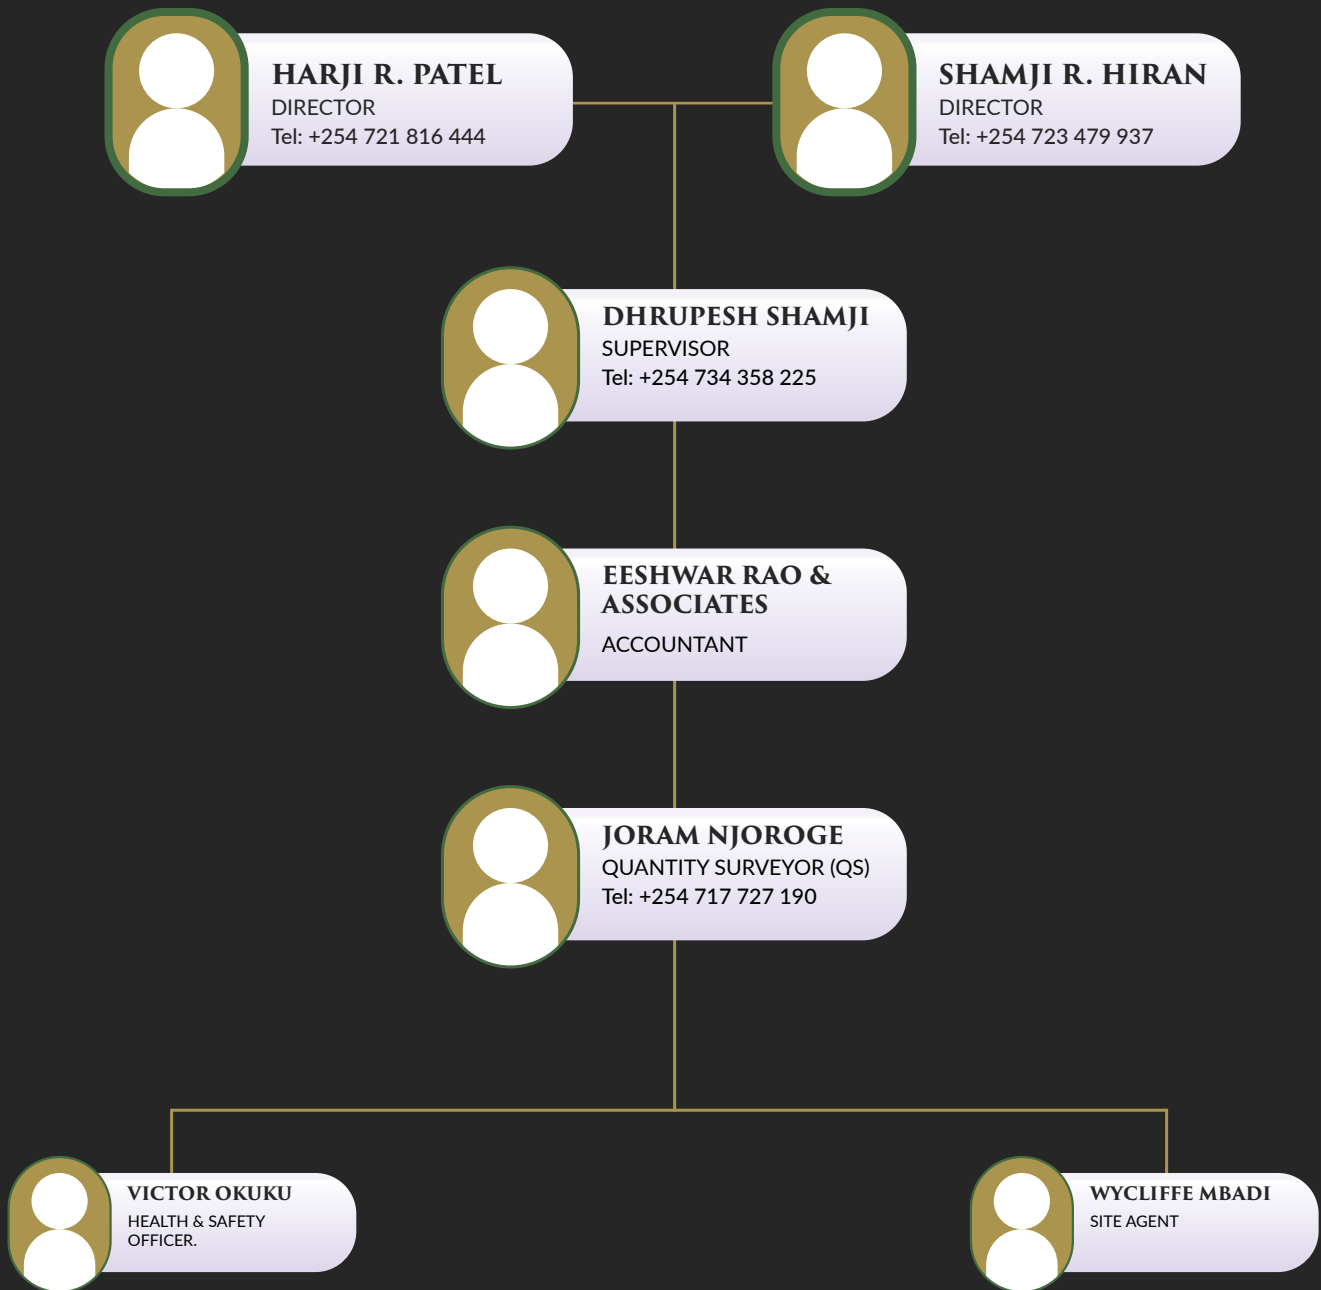 HARJI R. PATEL
DIRECTOR
Tel: +254 721 816 444
SHAMJI R. HIRAN
DIRECTOR
Tel: +254 723 479 937
DHRUPESH SHAMJI
SUPERVISOR
Tel: +254 734 358 225
EESHWAR RAO &
ASSOCIATES
ACCOUNTANT
JORAM NJOROGE
QUANTITY SURVEYOR (QS)
Tel: +254 717 727 190
VICTOR OKUKU
HEALTH & SAFETY
OFFICER.
WYCLIFFE MBADI
SITE AGENT